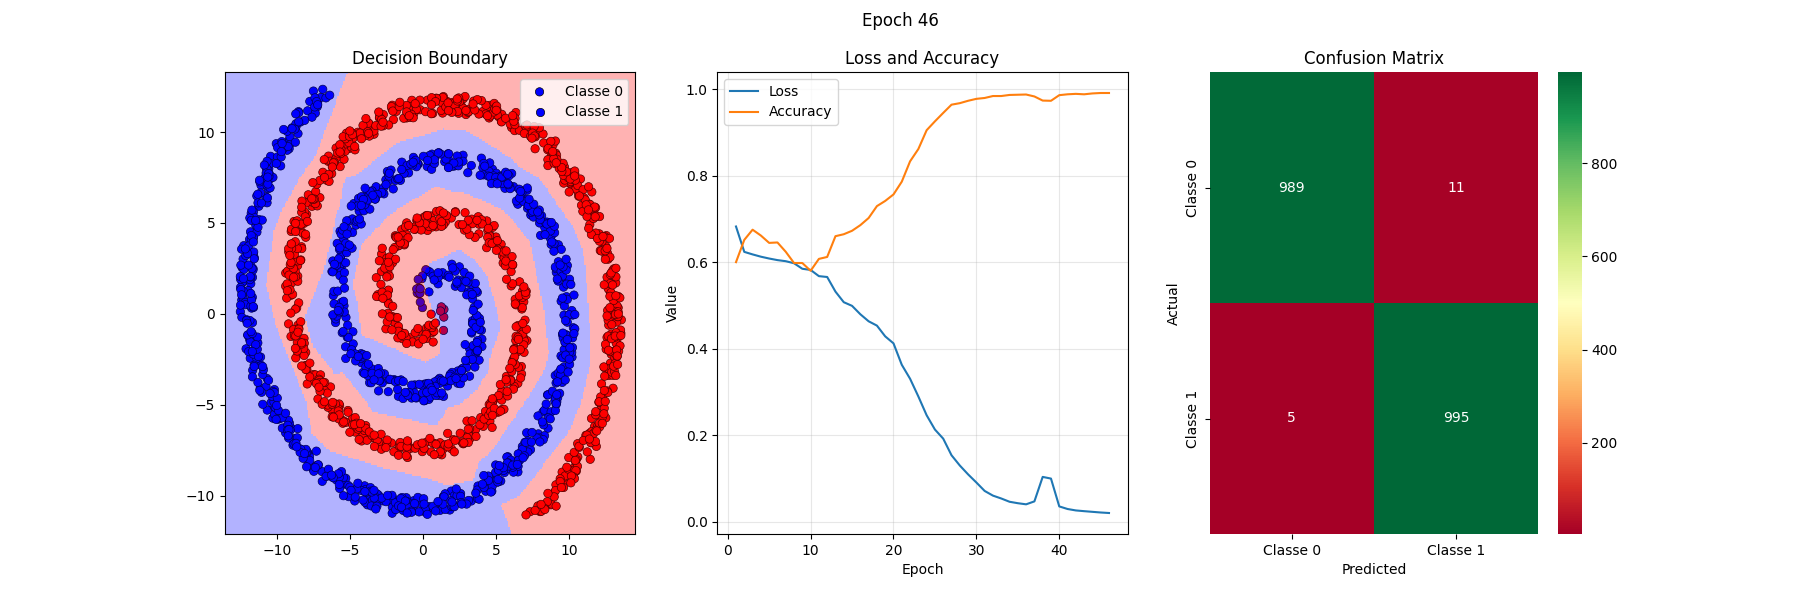 Epoch 46
Decision Boundary
Classe 0
Classe 1
10
5
0
−5
−10
−10
−5
0
5
10
Loss and Accuracy
Loss
Accuracy
Value
1.0
0.8
0.6
0.4
0.2
0.0
0
10
20
30
40
Epoch
Confusion Matrix
Actual
Classe 0
Classe 1
989
11
5
995
Classe 0
Classe 1
Predicted
800
600
400
200